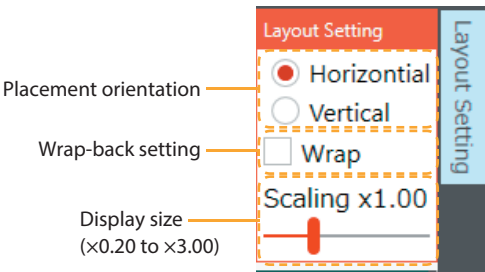 Layout Setting
Layout Setting
Placement orientation
Horizontial
Vertical
Wrap-back setting
Wrap
Scaling x1.00
Display size
(×0.20 to ×3.00)